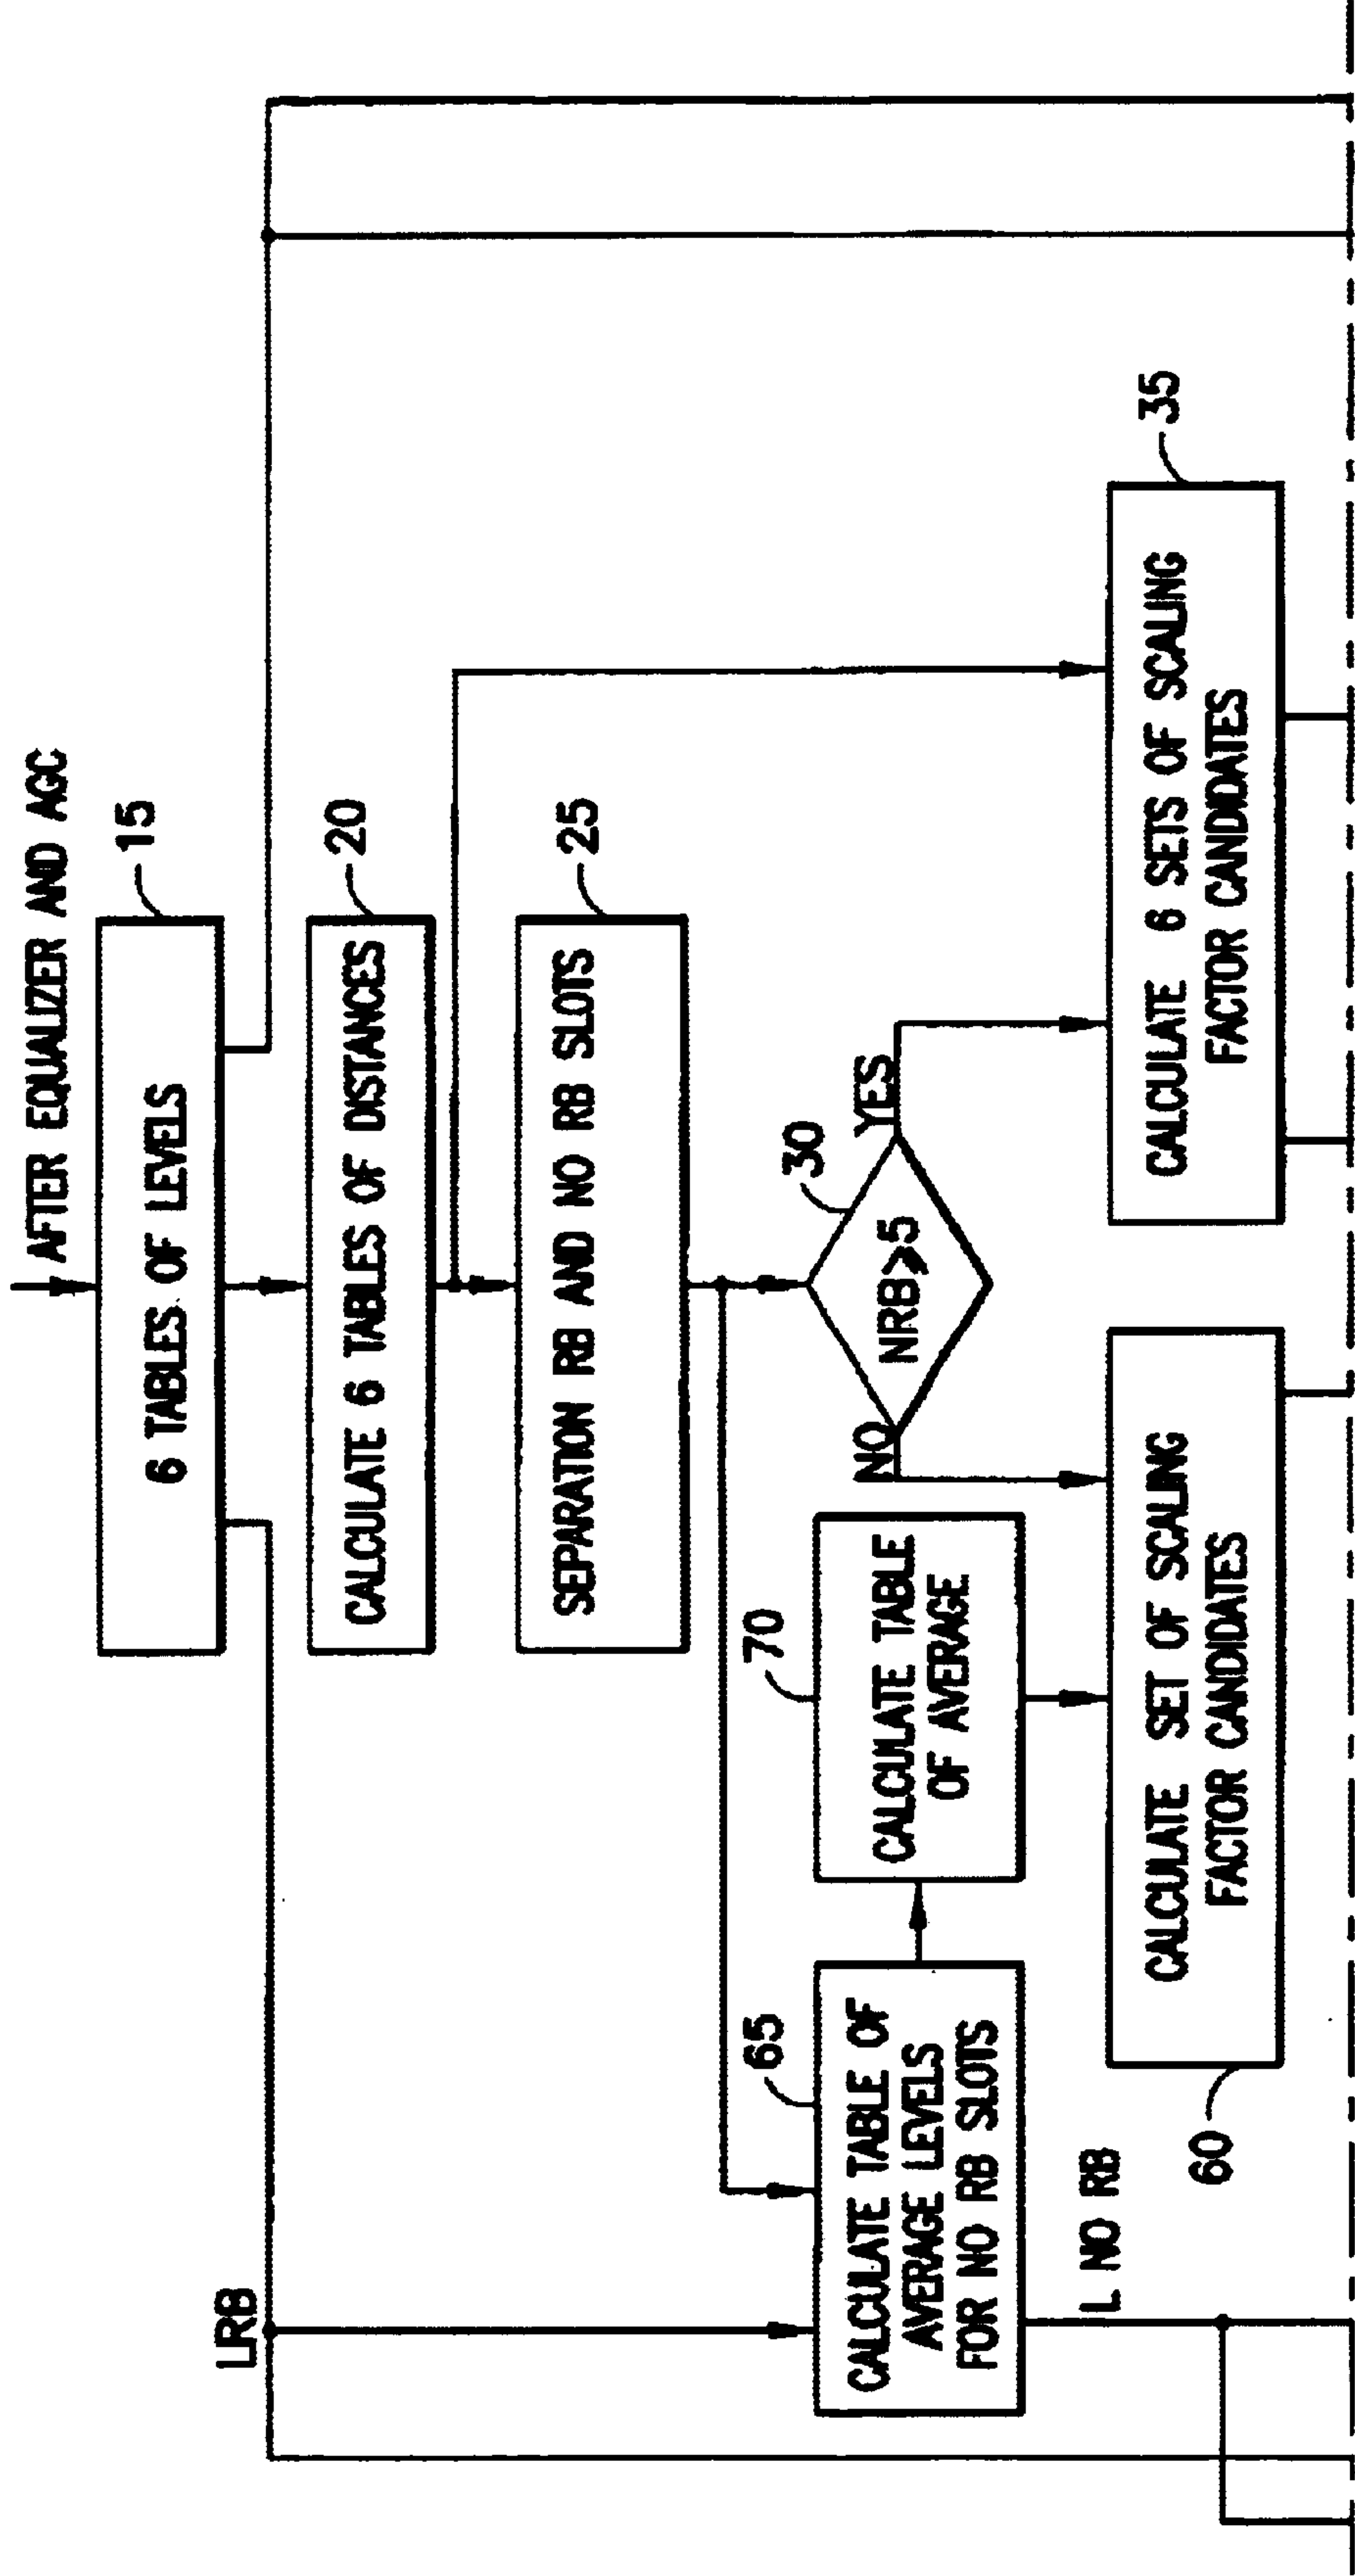 AFTER EQUALIZER AND AGC
15
6 TABLES OF LEVELS
LRB
20
CALCULATE 6 TABLES OF DISTANCES
25
SEPARATION RB AND NO RB SLOTS
30
NRB⩾5
NO
YES
65
CALCULATE TABLE OF
AVERAGE LEVELS
FOR NO RB SLOTS
70
CALCULATE TABLE
OF AVERAGE
L NO RB
60
CALCULATE SET OF SCALING
FACTOR CANDIDATES
35
CALCULATE 6 SETS OF SCALING
FACTOR CANDIDATES